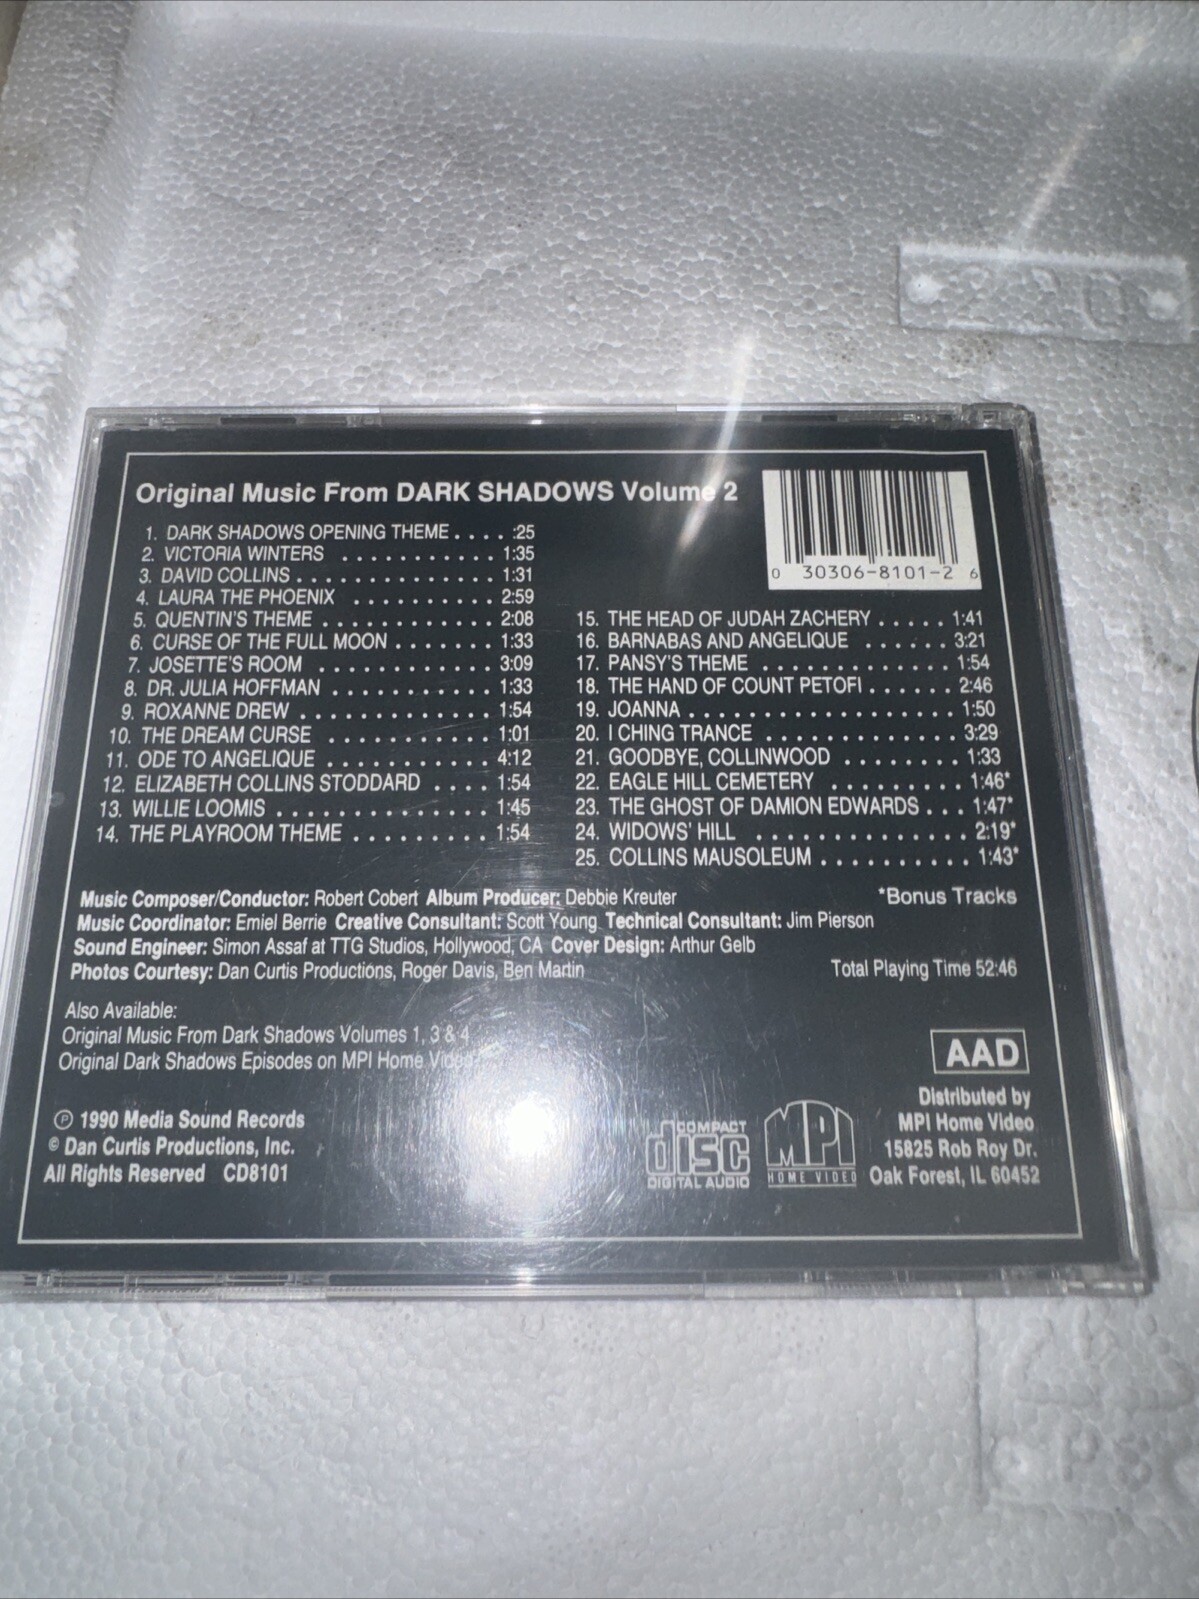 Original Music From DARK SHADOWS Volume 2
1. DARK SHADOWS OPENING THEME . . . . :25
2. VICTORIA WINTERS . . . . . . . . . . . . 1:35
3. DAVID COLLINS . . . . . . . . . . . . . . . 1:31
4. LAURA THE PHOENIX . . . . . . . . . . . 2:59
5. QUENTIN'S THEME . . . . . . . . . . . . . 2:08
6. CURSE OF THE FULL MOON . . . . . . . 1:33
7. JOSETTE'S ROOM . . . . . . . . . . . . . 3:09
8. DR. JULIA HOFFMAN . . . . . . . . . . . . 1:33
9. ROXANNE DREW . . . . . . . . . . . . . . 1:54
10. THE DREAM CURSE . . . . . . . . . . . . 1:01
11. ODE TO ANGELIQUE . . . . . . . . . . . . 4:12
12. ELIZABETH COLLINS STODDARD . . . . 1:54
13. WILLIE LOOMIS . . . . . . . . . . . . . . . 1:45
14. THE PLAYROOM THEME . . . . . . . . . . 1:54
0 30306-8101-2 6
15. THE HEAD OF JUDAH ZACHERY . . . . . 1:41
16. BARNABAS AND ANGELIQUE . . . . . . 3:21
17. PANSY'S THEME . . . . . . . . . . . . . 1:54
18. THE HAND OF COUNT PETOFI . . . . . . 2:46
19. JOANNA . . . . . . . . . . . . . . . . . . . 1:50
20. I CHING TRANCE . . . . . . . . . . . . . 3:29
21. GOODBYE, COLLINWOOD . . . . . . . . 1:33
22. EAGLE HILL CEMETERY . . . . . . . . . 1:46*
23. THE GHOST OF DAMION EDWARDS . . . 1:47*
24. WIDOWS' HILL . . . . . . . . . . . . . . . 2:19*
25. COLLINS MAUSOLEUM . . . . . . . . . . 1:43*
Music Composer/Conductor: Robert Cobert Album Producer: Debbie Kreuter
*Bonus Tracks
Music Coordinator: Emiel Berrie Creative Consultant: Scott Young Technical Consultant: Jim Pierson
Sound Engineer: Simon Assaf at TTG Studios, Hollywood, CA Cover Design: Arthur Gelb
Photos Courtesy: Dan Curtis Productions, Roger Davis, Ben Martin
Total Playing Time 52:46
Also Available:
Original Music From Dark Shadows Volumes 1, 3 & 4
Original Dark Shadows Episodes on MPI Home Video
AAD
℗ 1990 Media Sound Records
© Dan Curtis Productions, Inc.
All Rights Reserved CD8101
COMPACT
disc
DIGITAL AUDIO
MPI
HOME VIDEO
Distributed by
MPI Home Video
15825 Rob Roy Dr.
Oak Forest, IL 60452